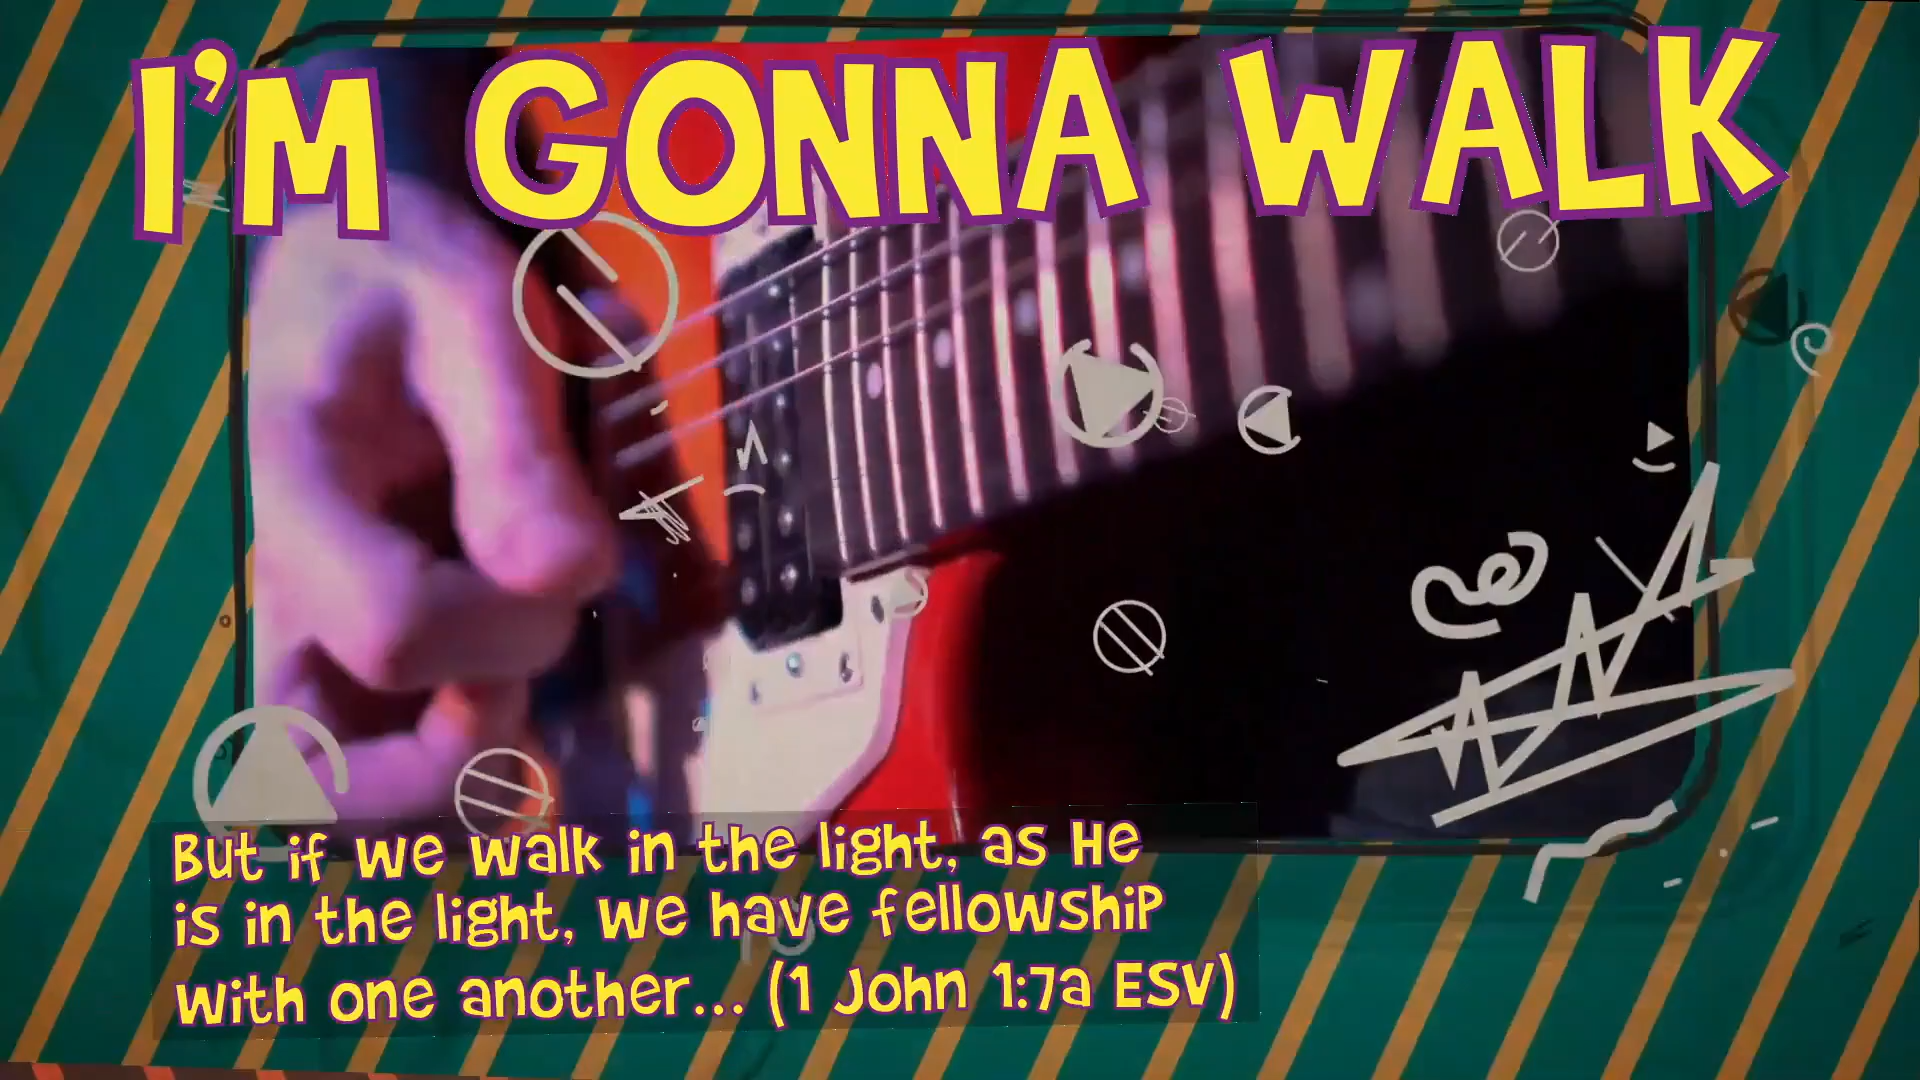 I'M GONNA WALK
But if we walk in the light, as He
is in the light, we have fellowship
with one another... (1 John 1:7a ESV)